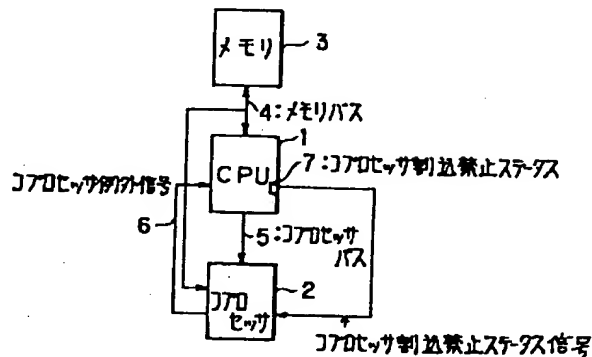 メモリ
3
4:メモリバス
1
CPU
7:コプロセッサ割込禁止ステータス
コプロセッサ例外信号
6
5:コプロセッサ
バス
2
コプロ
セッサ
コプロセッサ割込禁止ステータス信号